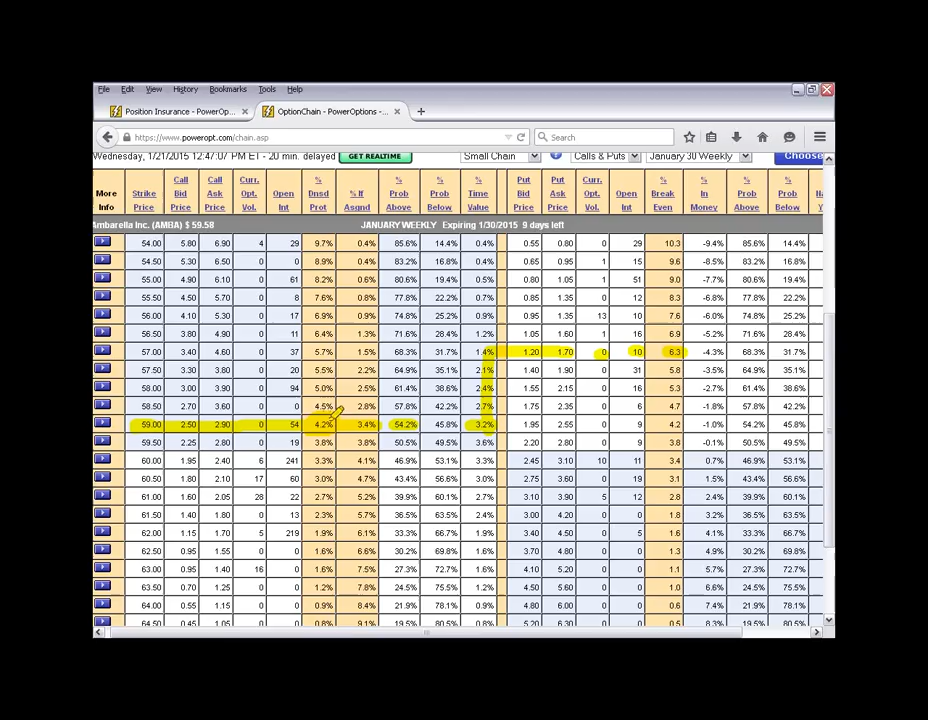 File Edit View History Bookmarks Tools Help
Position Insurance - PowerOp... × OptionChain - PowerOptions -... × +
https://www.poweropt.com/chain.asp Search
Wednesday, 1/21/2015 12:47:07 PM ET - 20 min. delayed GET REALTIME Small Chain Calls & Puts January 30 Weekly Choose
More Info Strike Price Call Bid Price Call Ask Price Curr. Opt. Vol. Open Int % Dnsd Prot % If Asgnd % Prob Above % Prob Below % Time Value Put Bid Price Put Ask Price Curr. Opt. Vol. Open Int % Break Even % In Money % Prob Above % Prob Below
Ambarella Inc. (AMBA) $ 59.58 JANUARY WEEKLY Expiring 1/30/2015 9 days left
54.00 5.80 6.90 4 29 9.7% 0.4% 85.6% 14.4% 0.4% 0.55 0.80 0 29 10.3 -9.4% 85.6% 14.4%
54.50 5.30 6.50 0 0 8.9% 0.4% 83.2% 16.8% 0.4% 0.65 0.95 1 15 9.6 -8.5% 83.2% 16.8%
55.00 4.90 6.10 0 61 8.2% 0.6% 80.6% 19.4% 0.5% 0.80 1.05 1 51 9.0 -7.7% 80.6% 19.4%
55.50 4.50 5.70 0 8 7.6% 0.8% 77.8% 22.2% 0.7% 0.85 1.35 0 12 8.3 -6.8% 77.8% 22.2%
56.00 4.10 5.30 0 17 6.9% 0.9% 74.8% 25.2% 0.9% 0.95 1.35 13 10 7.6 -6.0% 74.8% 25.2%
56.50 3.80 4.90 0 11 6.4% 1.3% 71.6% 28.4% 1.2% 1.05 1.60 1 16 6.9 -5.2% 71.6% 28.4%
57.00 3.40 4.60 0 37 5.7% 1.5% 68.3% 31.7% 1.4% 1.20 1.70 0 10 6.3 -4.3% 68.3% 31.7%
57.50 3.30 3.80 0 20 5.5% 2.2% 64.9% 35.1% 2.1% 1.40 1.90 0 31 5.8 -3.5% 64.9% 35.1%
58.00 3.00 3.90 0 94 5.0% 2.5% 61.4% 38.6% 2.4% 1.55 2.15 0 16 5.3 -2.7% 61.4% 38.6%
58.50 2.70 3.60 0 0 4.5% 2.8% 57.8% 42.2% 2.7% 1.75 2.35 0 6 4.7 -1.8% 57.8% 42.2%
59.00 2.50 2.90 0 54 4.2% 3.4% 54.2% 45.8% 3.2% 1.95 2.55 0 9 4.2 -1.0% 54.2% 45.8%
59.50 2.25 2.80 0 19 3.8% 3.8% 50.5% 49.5% 3.6% 2.20 2.80 0 9 3.8 -0.1% 50.5% 49.5%
60.00 1.95 2.40 6 241 3.3% 4.1% 46.9% 53.1% 3.3% 2.45 3.10 10 11 3.4 0.7% 46.9% 53.1%
60.50 1.80 2.10 17 60 3.0% 4.7% 43.4% 56.6% 3.0% 2.75 3.60 0 19 3.1 1.5% 43.4% 56.6%
61.00 1.60 2.05 28 22 2.7% 5.2% 39.9% 60.1% 2.7% 3.10 3.90 5 12 2.8 2.4% 39.9% 60.1%
61.50 1.40 1.80 0 13 2.3% 5.7% 36.5% 63.5% 2.4% 3.00 4.20 0 0 1.8 3.2% 36.5% 63.5%
62.00 1.15 1.70 5 219 1.9% 6.1% 33.3% 66.7% 1.9% 3.40 4.50 0 5 1.6 4.1% 33.3% 66.7%
62.50 0.95 1.55 0 0 1.6% 6.6% 30.2% 69.8% 1.6% 3.70 4.80 0 0 1.3 4.9% 30.2% 69.8%
63.00 0.95 1.40 16 0 1.6% 7.5% 27.3% 72.7% 1.6% 4.10 5.20 0 0 1.1 5.7% 27.3% 72.7%
63.50 0.70 1.25 0 0 1.2% 7.8% 24.5% 75.5% 1.2% 4.50 5.60 0 0 1.0 6.6% 24.5% 75.5%
64.00 0.55 1.15 0 0 0.9% 8.4% 21.9% 78.1% 0.9% 4.80 6.00 0 0 0.6 7.4% 21.9% 78.1%
64.50 0.45 1.05 0 0 0.8% 9.1% 19.5% 80.5% 0.8% 5.20 6.30 0 0 0.5 8.3% 19.5% 80.5%